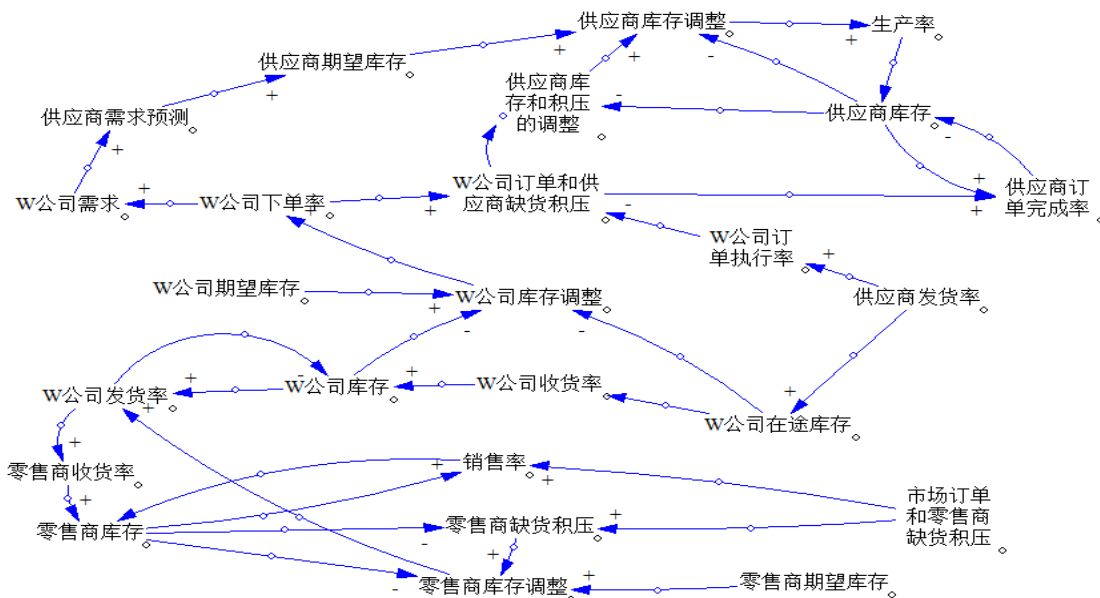 供应商库存调整
生产率
供应商期望库存
供应商库
存和积压
的调整
供应商库存
供应商需求预测
W公司需求
W公司下单率
W公司订单和供
应商缺货积压
供应商订
单完成率
W公司订
单执行率
W公司期望库存
W公司库存调整
供应商发货率
W公司发货率
W公司库存
W公司收货率
W公司在途库存
零售商收货率
销售率
市场订单
和零售商
缺货积压
零售商库存
零售商缺货积压
零售商库存调整
零售商期望库存